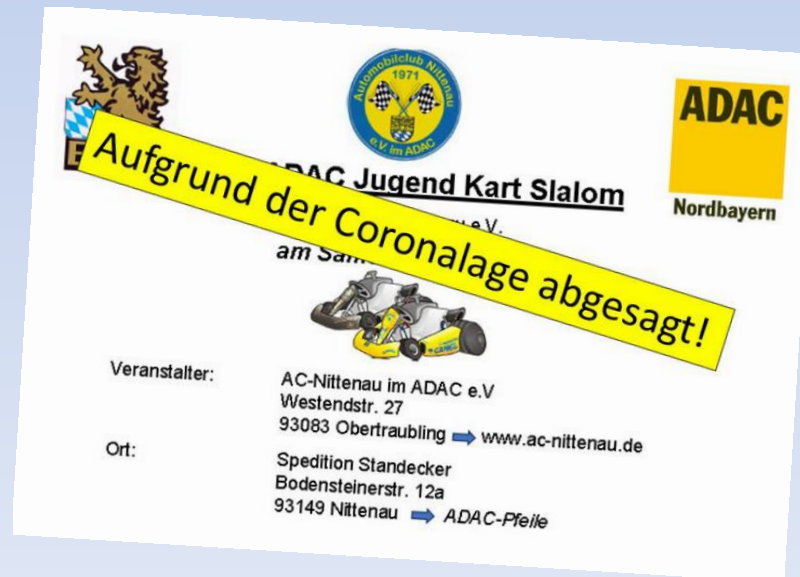 Automobilclub Nittenau
1971
e.V. im ADAC
ADAC
Nordbayern
Jugend Kart Slalom
e.V.
am
Aufgrund der Coronalage abgesagt!
Veranstalter:
AC-Nittenau im ADAC e.V
Westendstr. 27
93083 Obertraubling www.ac-nittenau.de
Ort:
Spedition Standecker
Bodensteinerstr. 12a
93149 Nittenau ADAC-Pfeile